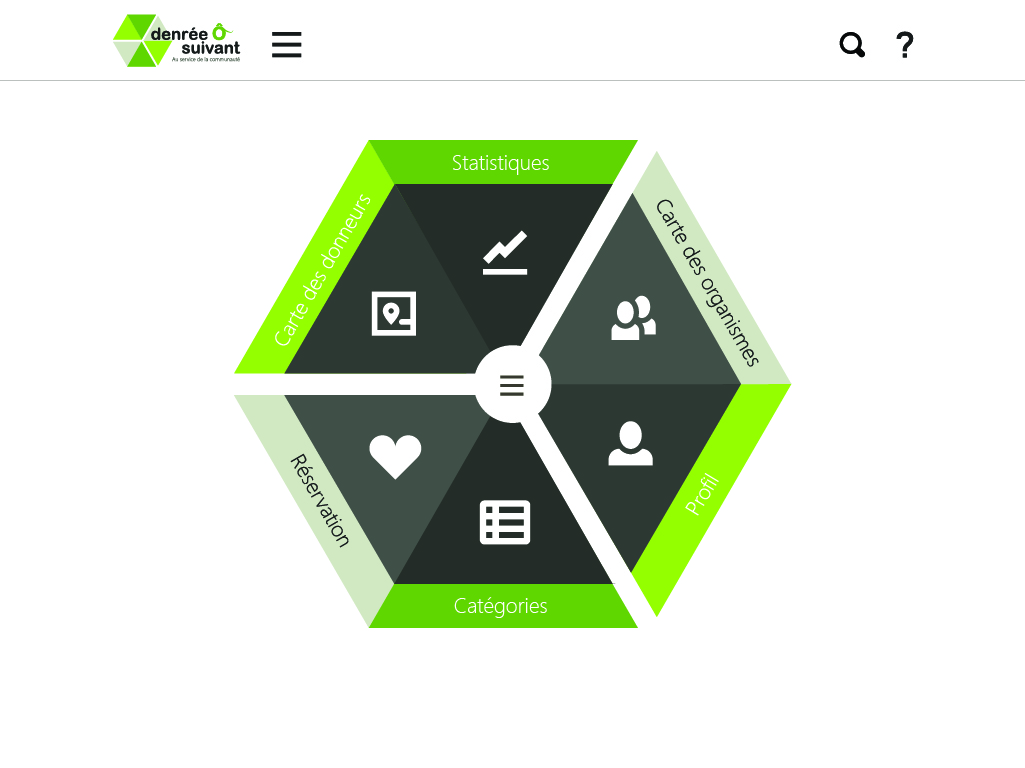 denrée Ô
suivant
Au service de la communauté
?
Statistiques
Carte des donneurs
Carte des organismes
Réservation
Profil
Catégories